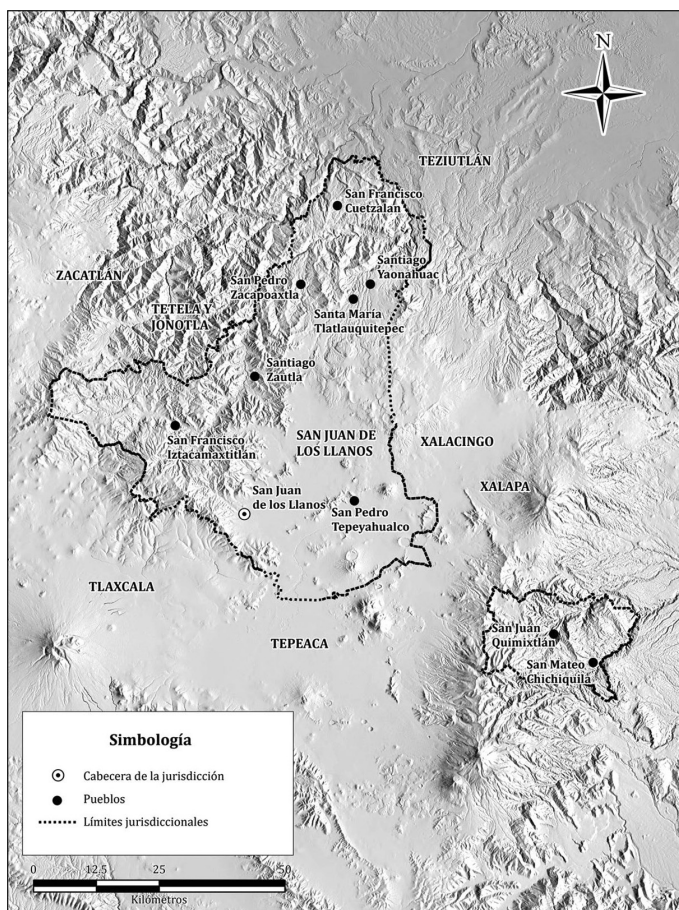 N
TEZIUTLÁN
San Francisco
Cuetzalan
ZACATLÁN
San Pedro
Zacapoaxtla
Santiago
Yaonahuac
TETELA Y
JONOTLA
Santa María
Tlatlauquitepec
Santiago
Zautla
San Francisco
Iztacamaxtitlán
SAN JUAN DE
LOS LLANOS
XALACINGO
XALAPA
San Juan
de los Llanos
San Pedro
Tepeyahualco
TLAXCALA
TEPEACA
San Juan
Quimixtlán
San Mateo
Chichiquila
Simbología
Cabecera de la jurisdicción
Pueblos
Límites jurisdiccionales
0 12.5 25 50
Kilómetros